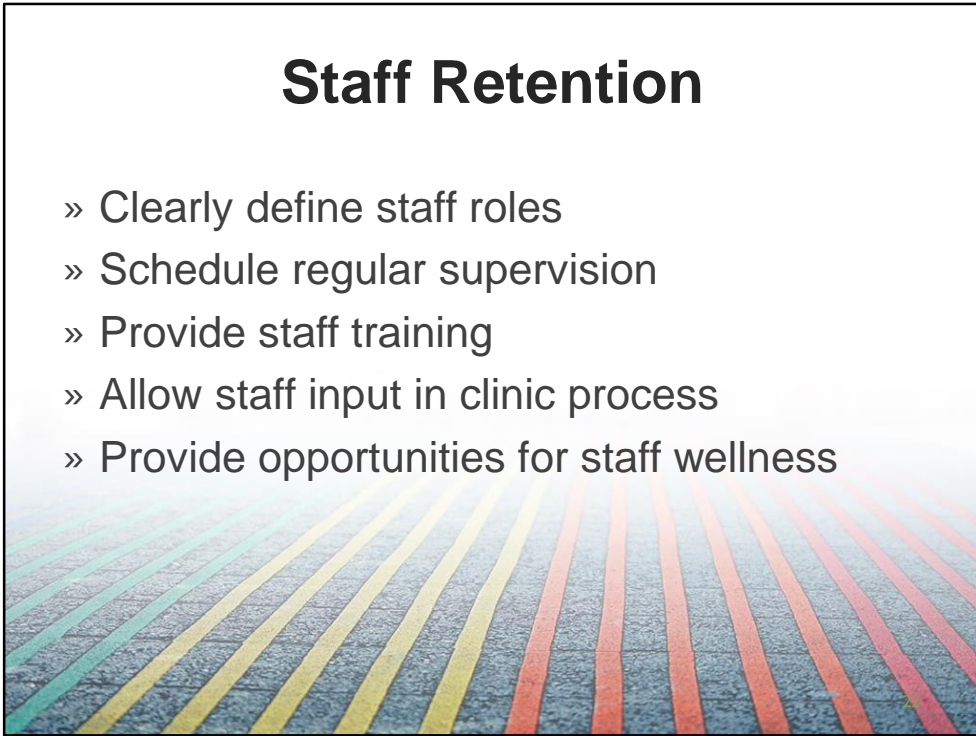 Staff Retention
» Clearly define staff roles
» Schedule regular supervision
» Provide staff training
» Allow staff input in clinic process
» Provide opportunities for staff wellness